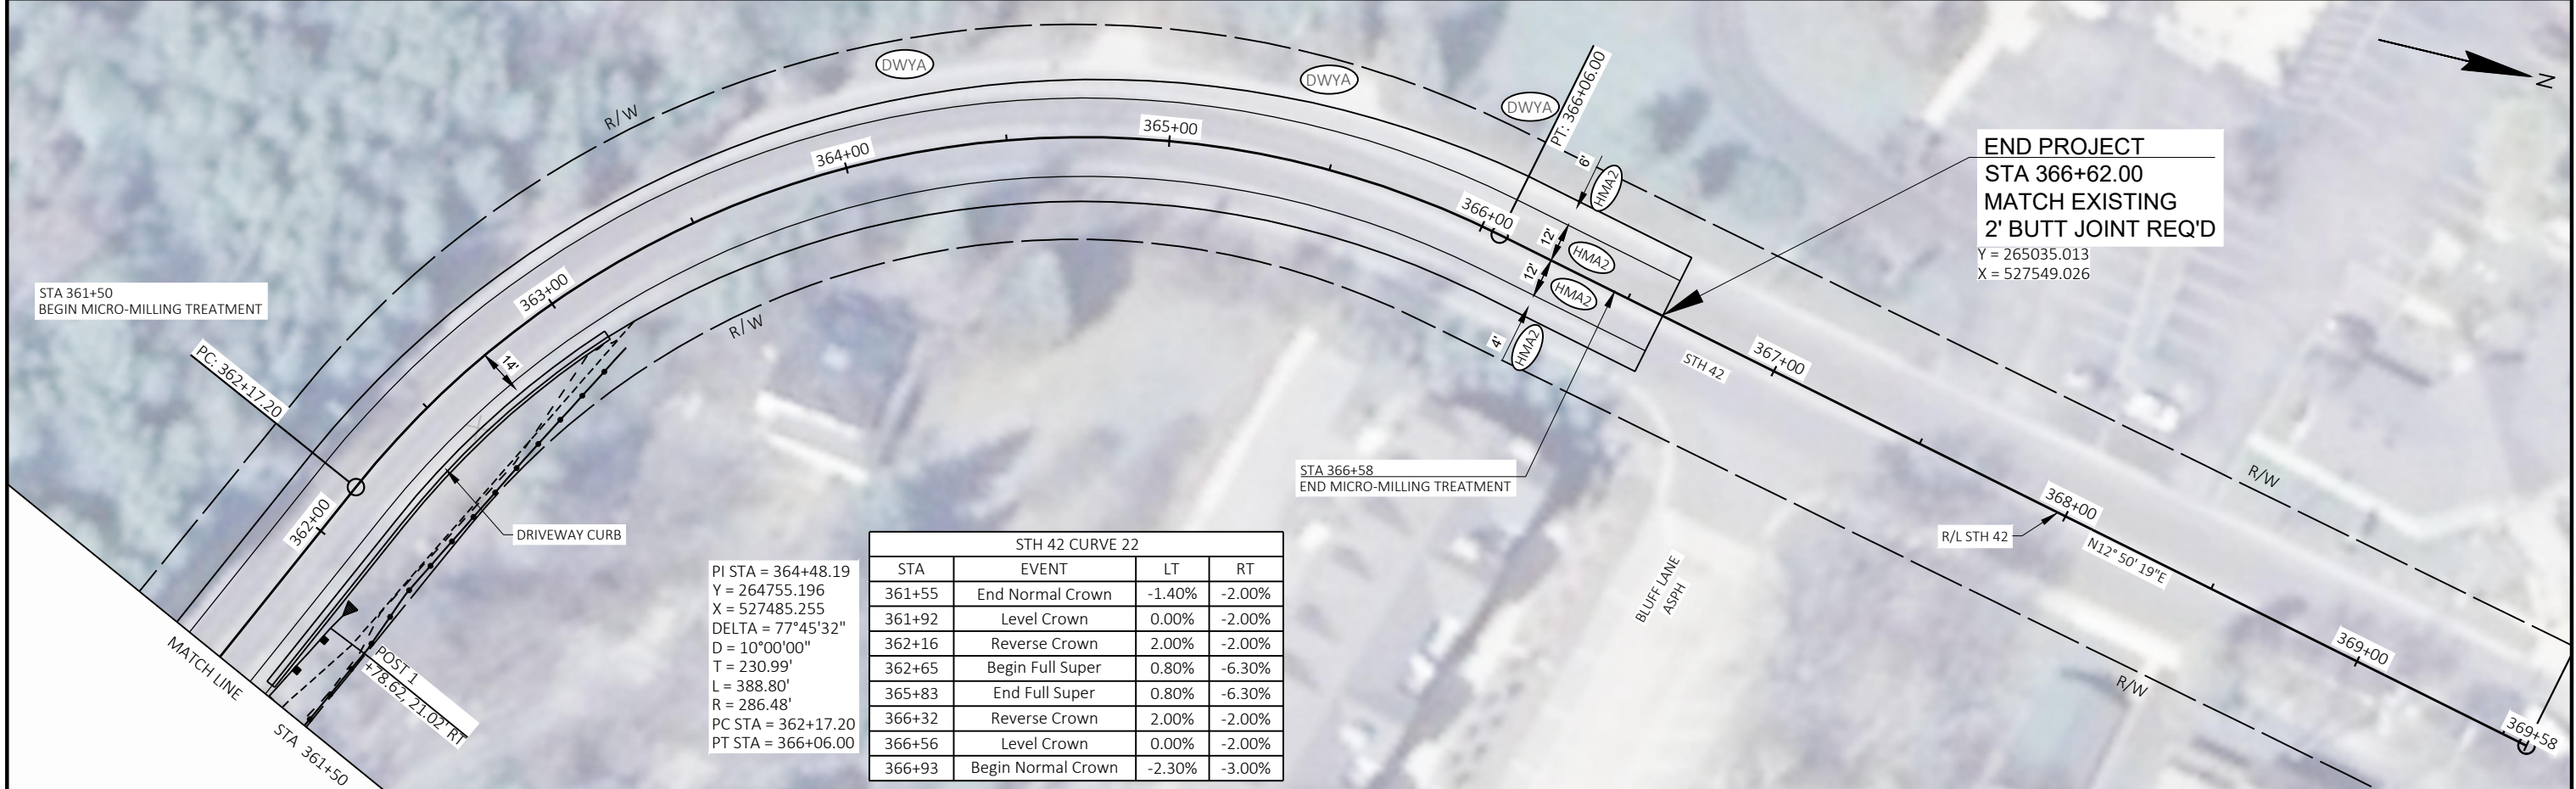 DWYA
DWYA
DWYA
PT: 366+06.00
N
R/W
365+00
364+00
363+00
362+00
366+00
6'
HMA2
12'
HMA2
12'
HMA2
4'
HMA2
END PROJECT
STA 366+62.00
MATCH EXISTING
2' BUTT JOINT REQ'D
Y = 265035.013
X = 527549.026
STA 361+50
BEGIN MICRO-MILLING TREATMENT
PC: 362+17.20
14'
R/W
STH 42
367+00
STA 366+58
END MICRO-MILLING TREATMENT
R/W
368+00
R/L STH 42
N12°50'19"E
DRIVEWAY CURB
BLUFF LANE
ASPH
369+00
R/W
369+58
MATCH LINE
STA 361+50
POST 1
+78.62, 21.02' RT
PI STA = 364+48.19
Y = 264755.196
X = 527485.255
DELTA = 77°45'32"
D = 10°00'00"
T = 230.99'
L = 388.80'
R = 286.48'
PC STA = 362+17.20
PT STA = 366+06.00
STH 42 CURVE 22
STA EVENT LT RT
361+55 End Normal Crown -1.40% -2.00%
361+92 Level Crown 0.00% -2.00%
362+16 Reverse Crown 2.00% -2.00%
362+65 Begin Full Super 0.80% -6.30%
365+83 End Full Super 0.80% -6.30%
366+32 Reverse Crown 2.00% -2.00%
366+56 Level Crown 0.00% -2.00%
366+93 Begin Normal Crown -2.30% -3.00%